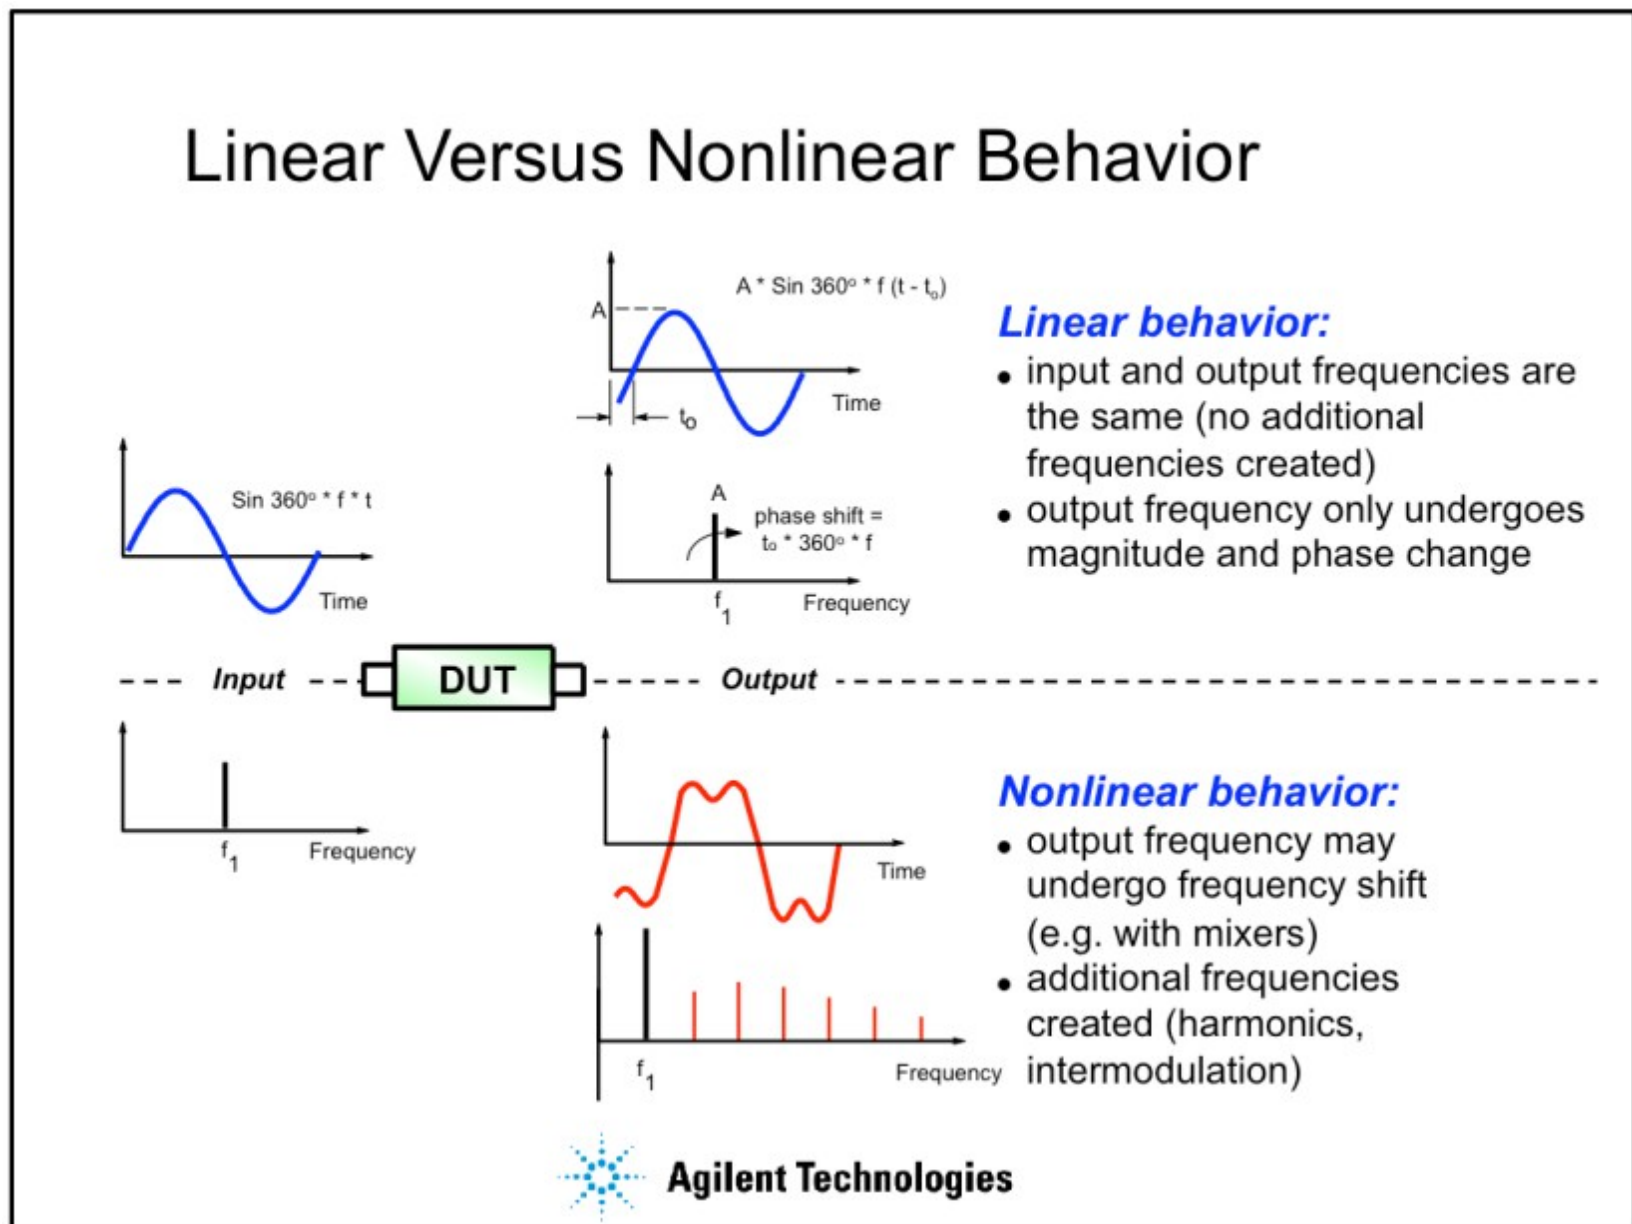 Linear Versus Nonlinear Behavior
A * Sin 360° * f (t - t₀)
A
Time
t₀
Sin 360° * f * t
Time
A
phase shift =
t₀ * 360° * f
f₁
Frequency
Linear behavior:
• input and output frequencies are
the same (no additional
frequencies created)
• output frequency only undergoes
magnitude and phase change
Input
DUT
Output
f₁
Frequency
Time
f₁
Frequency
Nonlinear behavior:
• output frequency may
undergo frequency shift
(e.g. with mixers)
• additional frequencies
created (harmonics,
intermodulation)
Agilent Technologies